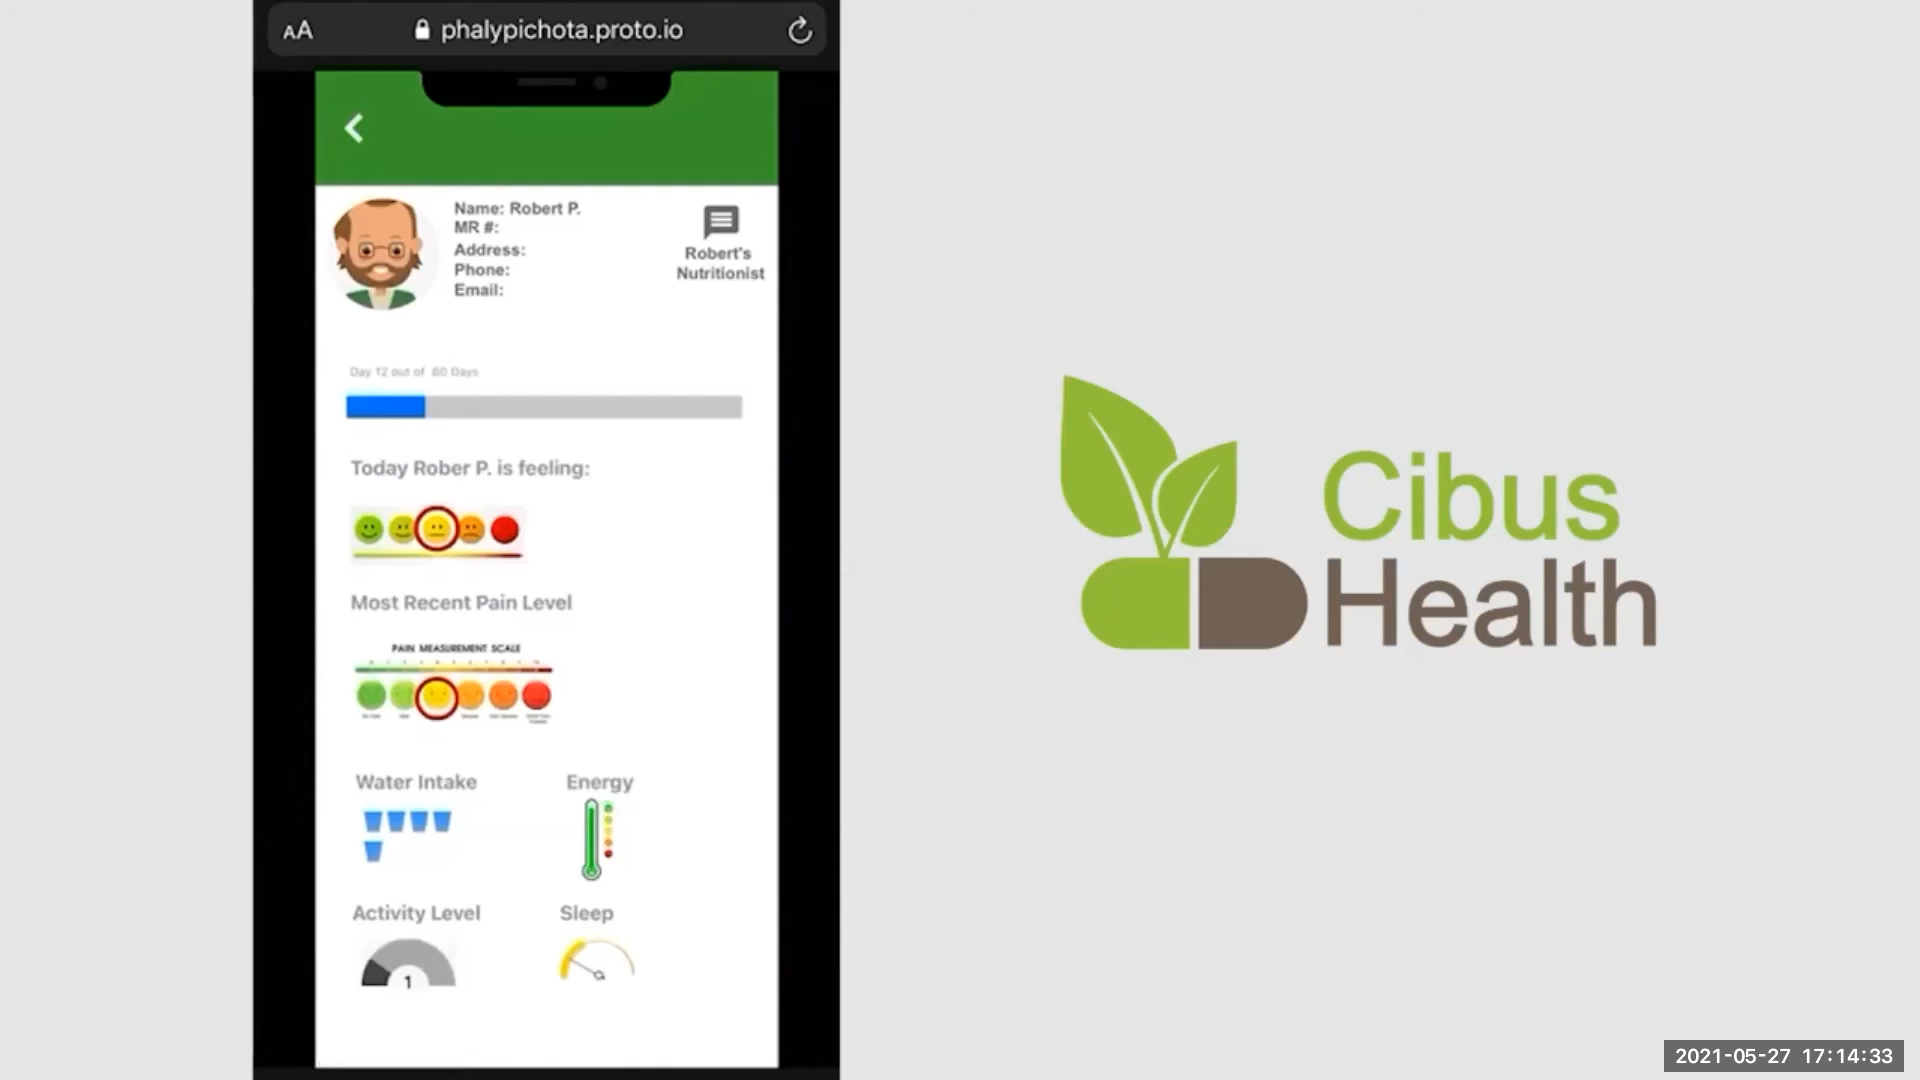 AA phalypichota.proto.io
Name: Robert P.
MR #:
Address:
Phone:
Email:
Robert's
Nutritionist
Day 12 out of 60 Days
Today Rober P. is feeling:
Most Recent Pain Level
PAIN MEASUREMENT SCALE
Water Intake
Energy
Activity Level
Sleep
1
Cibus
Health
2021-05-27 17:14:33